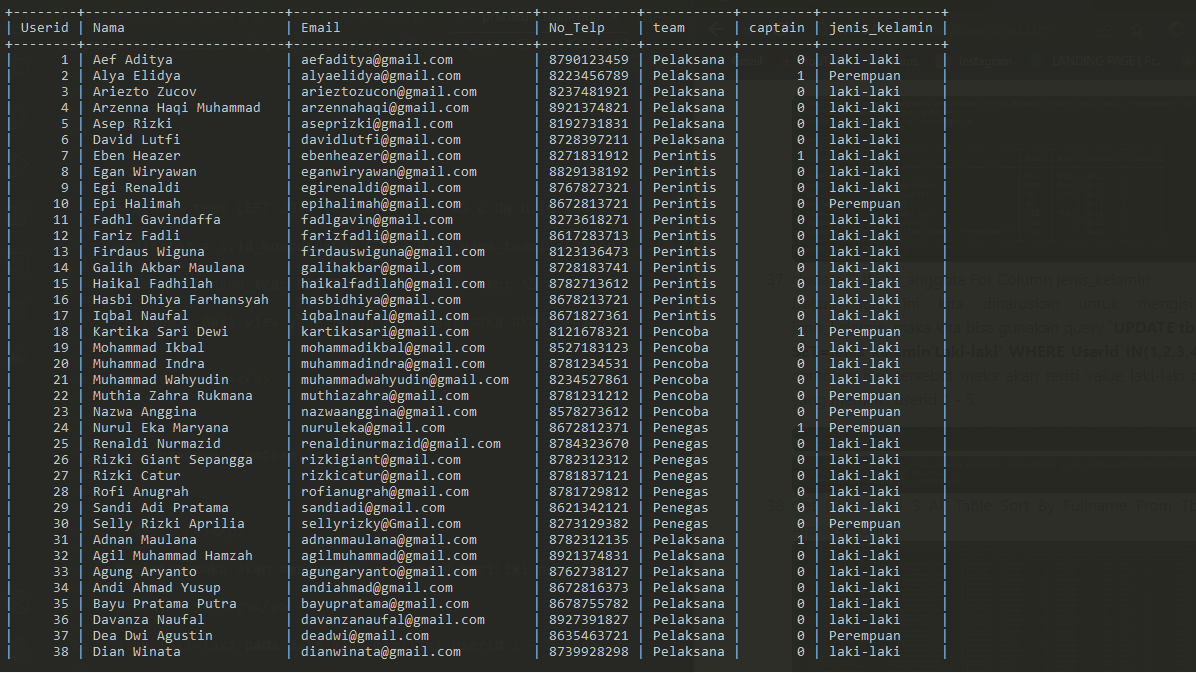 | Userid | Nama | Email | No_Telp | team | captain | jenis_kelamin |
| 1 | Aef Aditya | aefaditya@gmail.com | 8790123459 | Pelaksana | 0 | laki-laki |
| 2 | Alya Elidya | alyaelidya@gmail.com | 8223456789 | Pelaksana | 1 | Perempuan |
| 3 | Ariezto Zucov | arieztozucon@gmail.com | 8237481921 | Pelaksana | 0 | laki-laki |
| 4 | Arzenna Haqi Muhammad | arzennahaqi@gmail.com | 8921374821 | Pelaksana | 0 | laki-laki |
| 5 | Asep Rizki | aseprizki@gmail.com | 8192731831 | Pelaksana | 0 | laki-laki |
| 6 | David Lutfi | davidlutfi@gmail.com | 8728397211 | Pelaksana | 0 | laki-laki |
| 7 | Eben Heazer | ebenheazer@gmail.com | 8271831912 | Perintis | 1 | laki-laki |
| 8 | Egan Wiryawan | eganwiryawan@gmail.com | 8829138192 | Perintis | 0 | laki-laki |
| 9 | Egi Renaldi | egirenaldi@gmail.com | 8767827321 | Perintis | 0 | laki-laki |
| 10 | Epi Halimah | epihalimah@gmail.com | 8672813721 | Perintis | 0 | Perempuan |
| 11 | Fadhl Gavindaffa | fadlgavin@gmail.com | 8273618271 | Perintis | 0 | laki-laki |
| 12 | Fariz Fadli | farizfadli@gmail.com | 8617283713 | Perintis | 0 | laki-laki |
| 13 | Firdaus Wiguna | firdauswiguna@gmail.com | 8123136473 | Perintis | 0 | laki-laki |
| 14 | Galih Akbar Maulana | galihakbar@gmail,com | 8728183741 | Perintis | 0 | laki-laki |
| 15 | Haikal Fadhilah | haikalfadilah@gmail.com | 8782713612 | Perintis | 0 | laki-laki |
| 16 | Hasbi Dhiya Farhansyah | hasbidhiya@gmail.com | 8678213721 | Perintis | 0 | laki-laki |
| 17 | Iqbal Naufal | iqbalnaufal@gmail.com | 8671827361 | Perintis | 0 | laki-laki |
| 18 | Kartika Sari Dewi | kartikasari@gmail.com | 8121678321 | Pencoba | 0 | Perempuan |
| 19 | Mohammad Ikbal | mohammadikbal@gmail.com | 8527183123 | Pencoba | 0 | laki-laki |
| 20 | Muhammad Indra | muhammadindra@gmail.com | 8781234531 | Pencoba | 0 | laki-laki |
| 21 | Muhammad Wahyudin | muhammadwahyudin@gmail.com | 8234527861 | Pencoba | 0 | laki-laki |
| 22 | Muthia Zahra Rukmana | muthiazahra@gmail.com | 8781231212 | Pencoba | 0 | Perempuan |
| 23 | Nazwa Anggina | nazwaanggina@gmail.com | 8578273612 | Pencoba | 0 | Perempuan |
| 24 | Nurul Eka Maryana | nuruleka@gmail.com | 8672812371 | Penegas | 1 | Perempuan |
| 25 | Renaldi Nurmazid | renaldinurmazid@gmail.com | 8784323670 | Penegas | 0 | laki-laki |
| 26 | Rizki Giant Sepangga | rizkigiant@gmail.com | 8782312312 | Penegas | 0 | laki-laki |
| 27 | Rizki Catur | rizkicatur@gmail.com | 8781837121 | Penegas | 0 | laki-laki |
| 28 | Rofi Anugrah | rofianugrah@gmail.com | 8781729812 | Penegas | 0 | laki-laki |
| 29 | Sandi Adi Pratama | sandiadi@gmail.com | 8621342121 | Penegas | 0 | laki-laki |
| 30 | Selly Rizki Aprilia | sellyrizky@Gmail.com | 8273129382 | Penegas | 0 | Perempuan |
| 31 | Adnan Maulana | adnanmaulana@gmail.com | 8782312135 | Pelaksana | 1 | laki-laki |
| 32 | Agil Muhammad Hamzah | agilmuhammad@gmail.com | 8921374831 | Pelaksana | 0 | laki-laki |
| 33 | Agung Aryanto | agungaryanto@gmail.com | 8762738127 | Pelaksana | 0 | laki-laki |
| 34 | Andi Ahmad Yusup | andiahmad@gmail.com | 8672816373 | Pelaksana | 0 | laki-laki |
| 35 | Bayu Pratama Putra | bayupratama@gmail.com | 8678755782 | Pelaksana | 0 | laki-laki |
| 36 | Davanza Naufal | davanzanaufal@gmail.com | 8927391827 | Pelaksana | 0 | laki-laki |
| 37 | Dea Dwi Agustin | deadwi@gmail.com | 8635463721 | Pelaksana | 0 | Perempuan |
| 38 | Dian Winata | dianwinata@gmail.com | 8739928298 | Pelaksana | 0 | laki-laki |